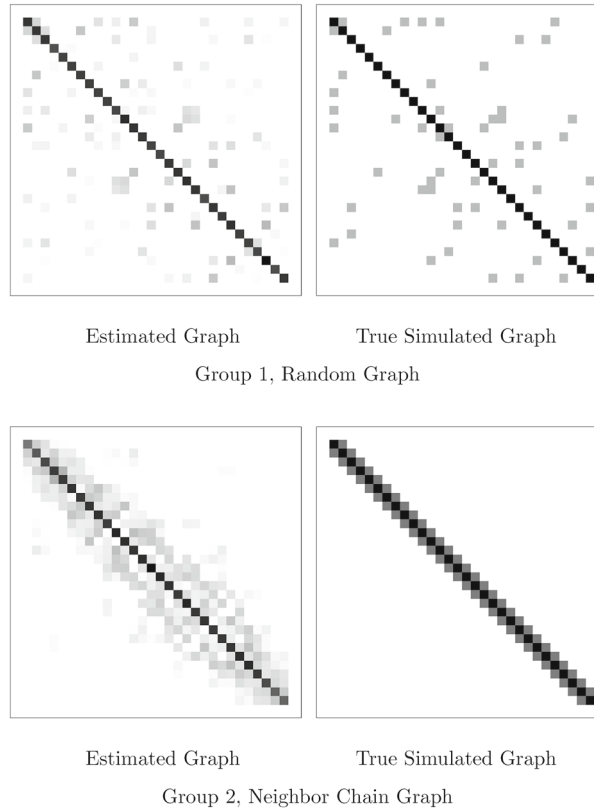 Estimated Graph
True Simulated Graph
Group 1, Random Graph
Estimated Graph
True Simulated Graph
Group 2, Neighbor Chain Graph